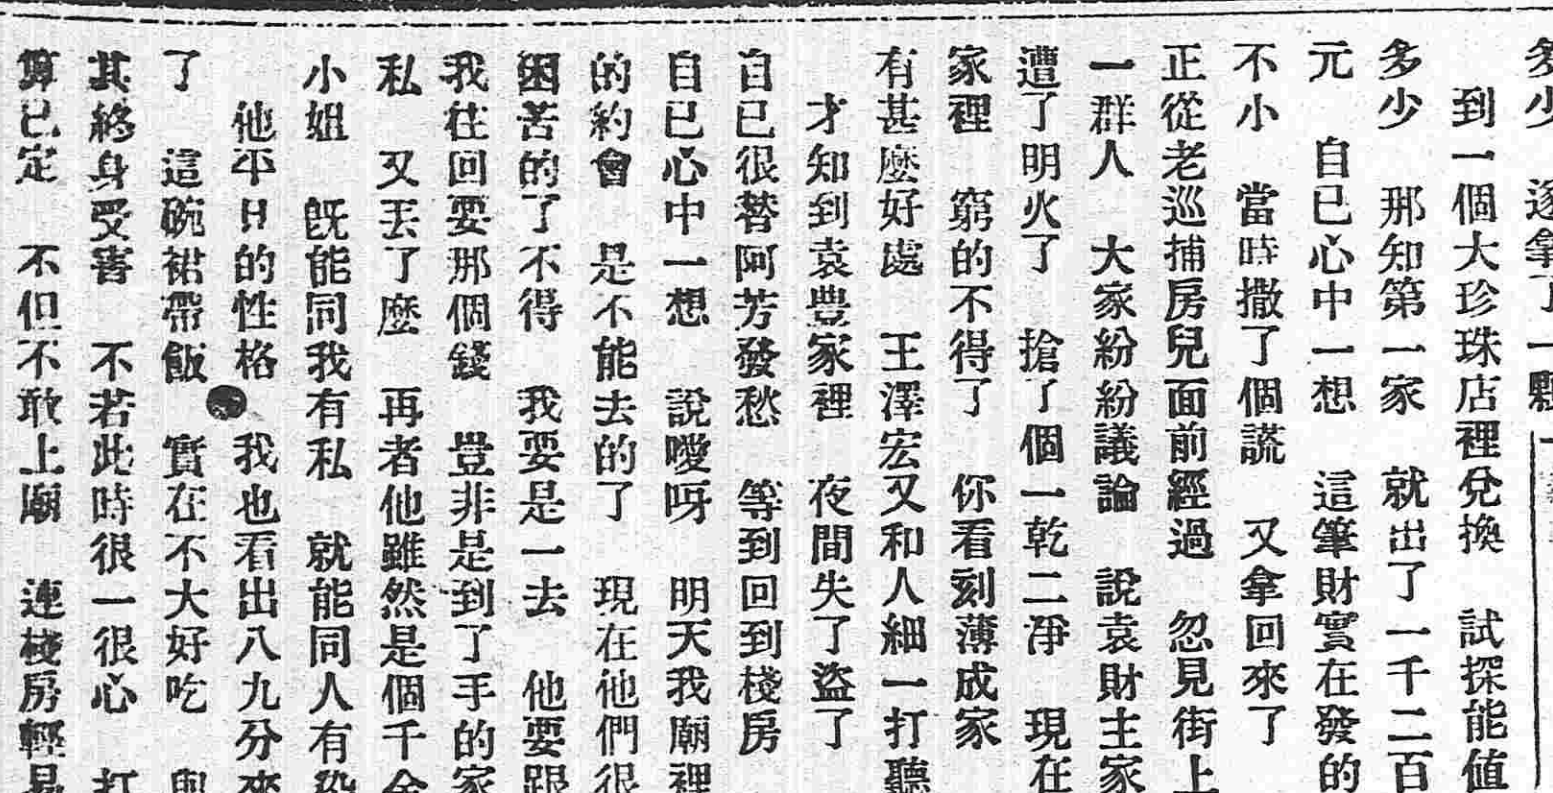 多少　遂拿了一顆
到一個大珍珠店裡兌換　試探能值
多少　那知第一家　就出了一千二百
元　自已心中一想　這筆財實在發的
不小　當時撒了個謊　又拿回來了
正從老巡捕房兒面前經過　忽見街上
一群人　大家紛紛議論　說袁財主家
遭了明火了　搶了個一乾二凈　現在
家裡　窮的不得了　你看刻薄成家
有甚麼好處　王澤宏又和人細一打聽
才知到袁豐家裡　夜間失了盜了
自已很替阿芳發愁　等到回到棧房
自已心中一想　說噯呀　明天我廟裡
的約會　是不能去的了　現在他們很
困苦的了不得　我要是一去　他要跟
我往回要那個錢　豈非是到了手的家
私　又丟了麼　再者他雖然是個千金
小姐　既能同我有私　就能同人有染
他平日的性格　我也看出八九分來
了　這碗裙帶飯　實在不大好吃　與
其終身受害　不若此時很一很心　打
算已定　不但不敢上廟　連棧房輕易